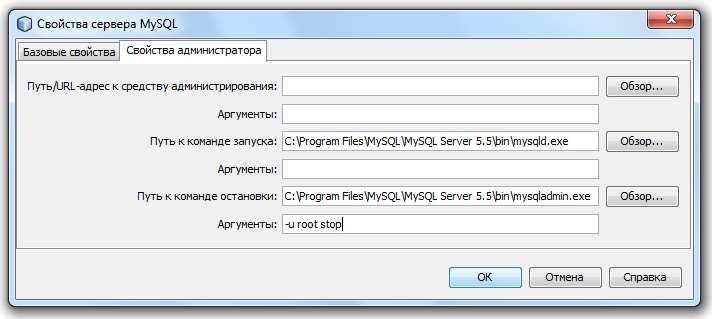 Свойства сервера MySQL
Базовые свойства Свойства администратора
Путь/URL-адрес к средству администрирования: Обзор...
Аргументы:
Путь к команде запуска: C:\Program Files\MySQL\MySQL Server 5.5\bin\mysqld.exe
Аргументы:
Путь к команде остановки: C:\Program Files\MySQL\MySQL Server 5.5\bin\mysqladmin.exe Обзор...
Аргументы: -u root stop
OK Отмена Справка